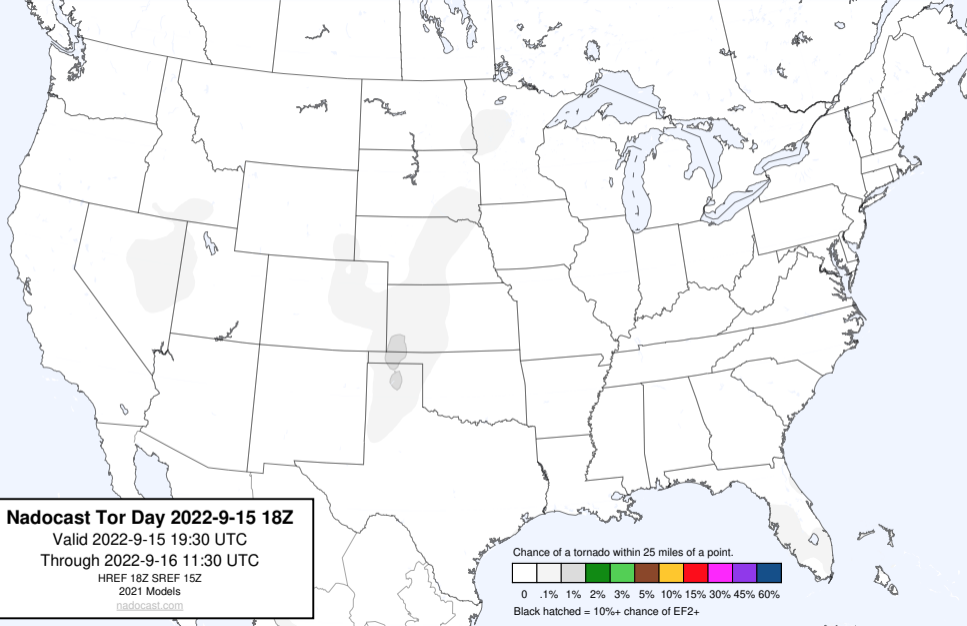 Nadocast Tor Day 2022-9-15 18Z
Valid 2022-9-15 19:30 UTC
Through 2022-9-16 11:30 UTC
HREF 18Z SREF 15Z
2021 Models
nadocast.com
Chance of a tornado within 25 miles of a point.
0 .1% 1% 2% 3% 5% 10% 15% 30% 45% 60%
Black hatched = 10%+ chance of EF2+